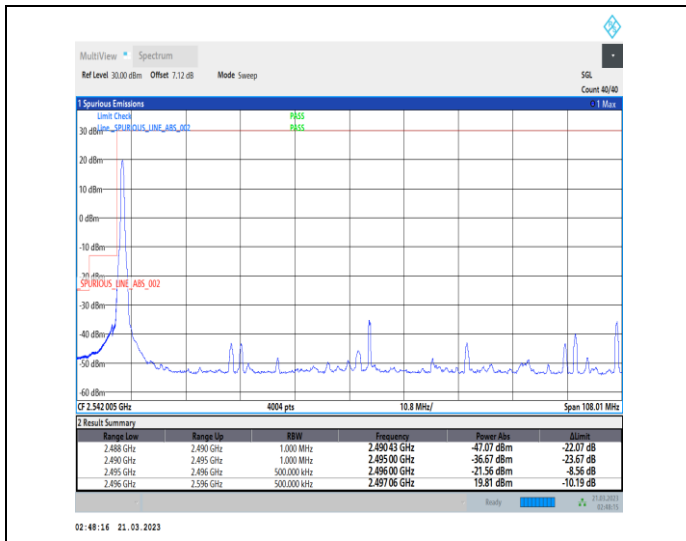 MultiView Spectrum
Ref Level 30.00 dBm Offset 7.12 dB Mode Sweep SGL
Count 40/40
1 Spurious Emissions 1 Max
Limit Check PASS
Line _SPURIOUS_LINE_ABS_002 PASS
30 dBm
20 dBm
10 dBm
0 dBm
-10 dBm
-20 dBm
SPURIOUS_LINE_ABS_002
-30 dBm
-40 dBm
-50 dBm
-60 dBm
CF 2.542 005 GHz 4004 pts 10.8 MHz/ Span 108.01 MHz
2 Result Summary
Range Low Range Up RBW Frequency Power Abs ΔLimit
2.488 GHz 2.490 GHz 1.000 MHz 2.490 43 GHz -47.07 dBm -22.07 dB
2.490 GHz 2.495 GHz 1.000 MHz 2.495 00 GHz -36.67 dBm -23.67 dB
2.495 GHz 2.496 GHz 500.000 kHz 2.496 00 GHz -21.56 dBm -8.56 dB
2.496 GHz 2.596 GHz 500.000 kHz 2.497 06 GHz 19.81 dBm -10.19 dB
Ready 21.03.2023
02:48:15
02:48:16 21.03.2023